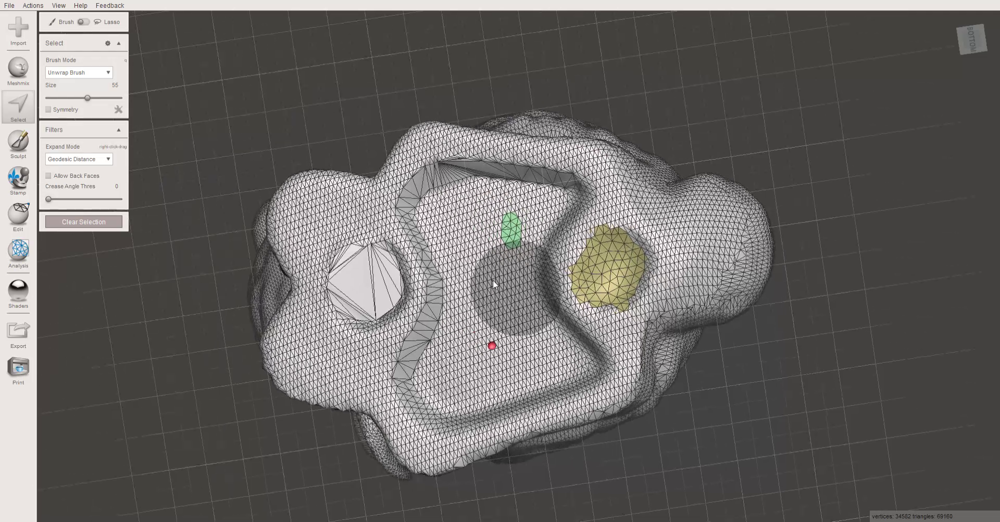 File Actions View Help Feedback
Import
Meshmix
Select
Sculpt
Stamp
Edit
Analysis
Shaders
Export
Print
Brush Lasso
Select
Brush Mode q
Unwrap Brush
Size 55
Symmetry
Filters
Expand Mode right-click-drag
Geodesic Distance
Allow Back Faces
Crease Angle Thres 0
Clear Selection
BOTTOM
vertices: 34582 triangles: 69160